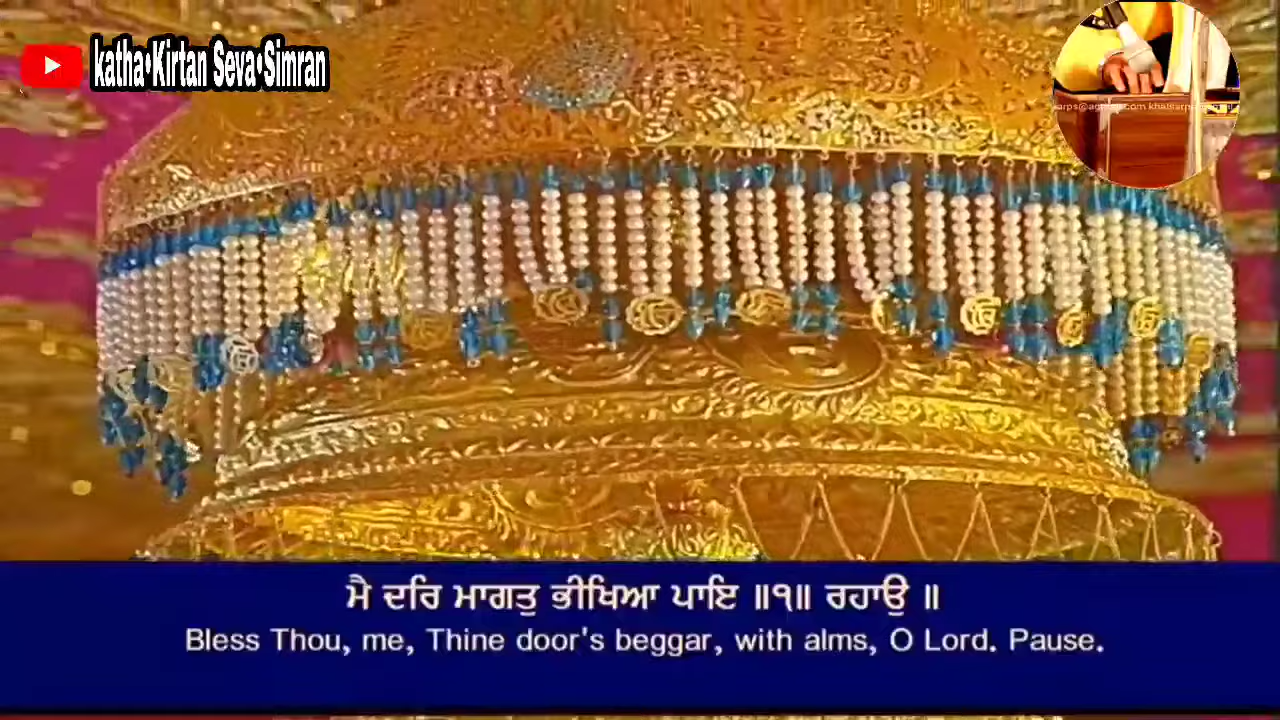 katha•Kirtan Seva•Simran
ਮੈ ਦਰਿ ਮਾਗਤੁ ਭੀਖਿਆ ਪਾਇ ॥੧॥ ਰਹਾਉ ॥
Bless Thou, me, Thine door's beggar, with alms, O Lord. Pause.